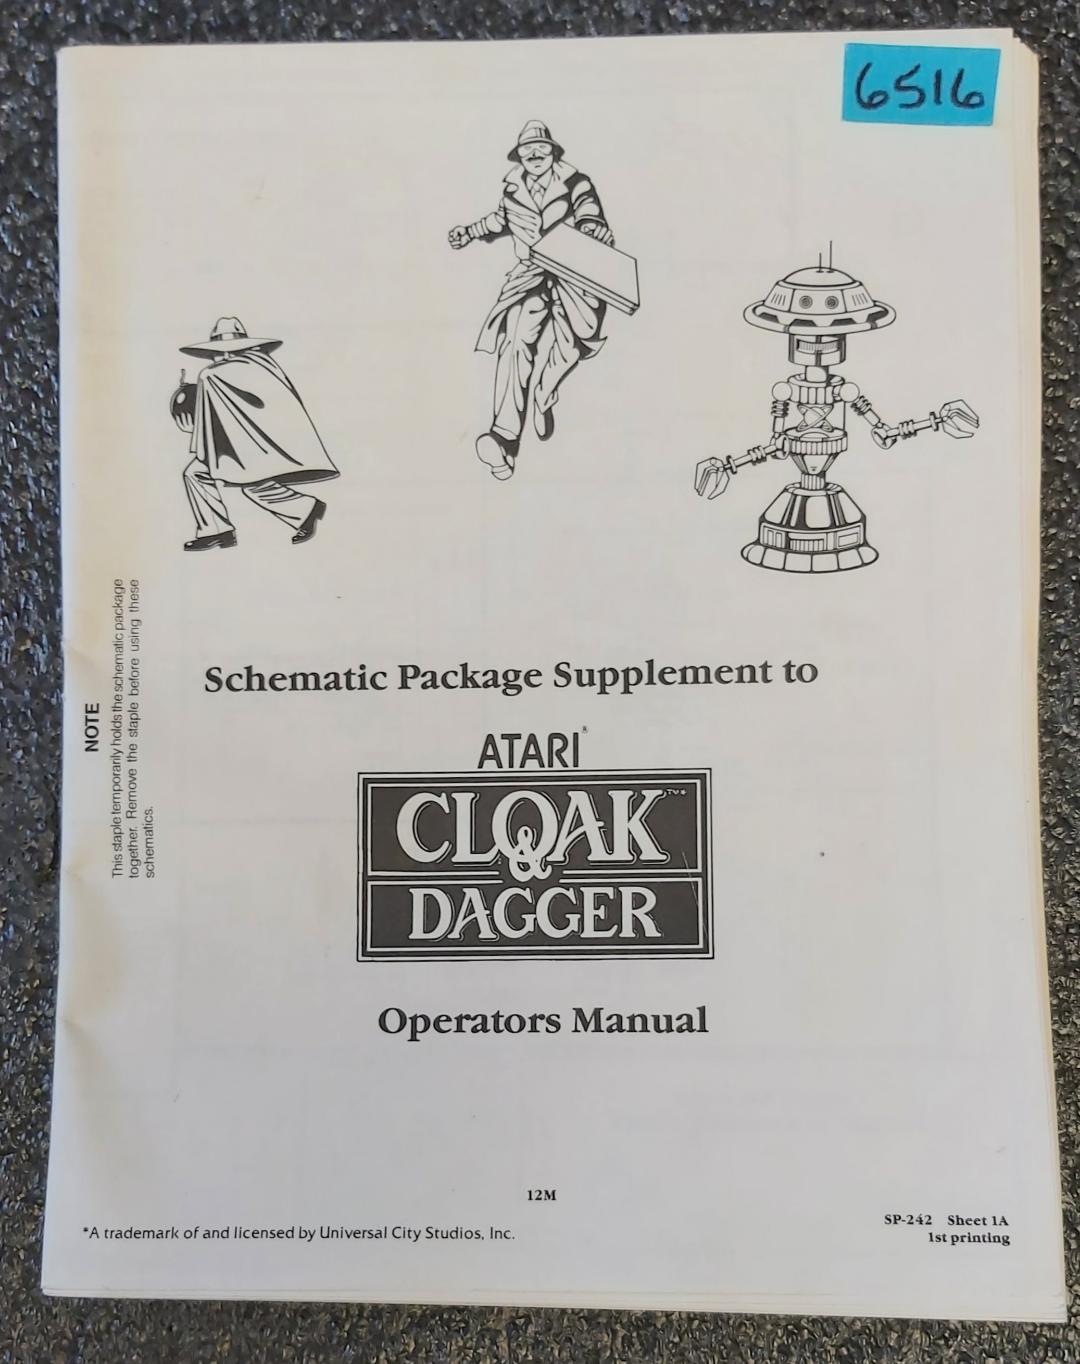 6516
NOTE
This staple temporarily holds the schematic package
together. Remove the staple before using these
schematics.
Schematic Package Supplement to
ATARI®
CLOAK™*
&
DAGGER
Operators Manual
12M
*A trademark of and licensed by Universal City Studios, Inc.
SP-242 Sheet 1A
1st printing